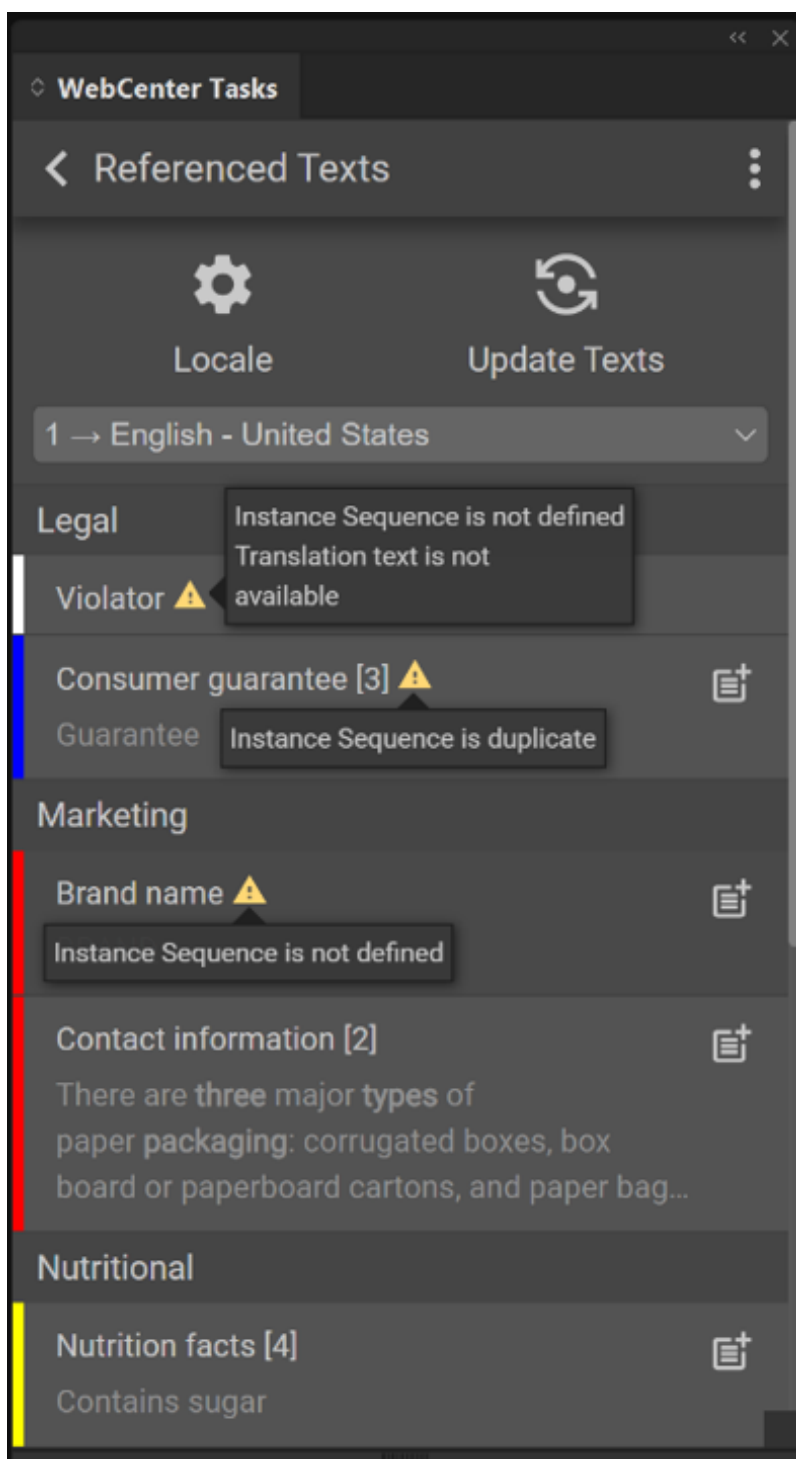 WebCenter Tasks
Referenced Texts
Locale
Update Texts
1 → English - United States
Legal
Instance Sequence is not defined
Translation text is not
available
Violator
Consumer guarantee [3]
Guarantee
Instance Sequence is duplicate
Marketing
Brand name
Instance Sequence is not defined
Contact information [2]
There are three major types of
paper packaging: corrugated boxes, box
board or paperboard cartons, and paper bag...
Nutritional
Nutrition facts [4]
Contains sugar